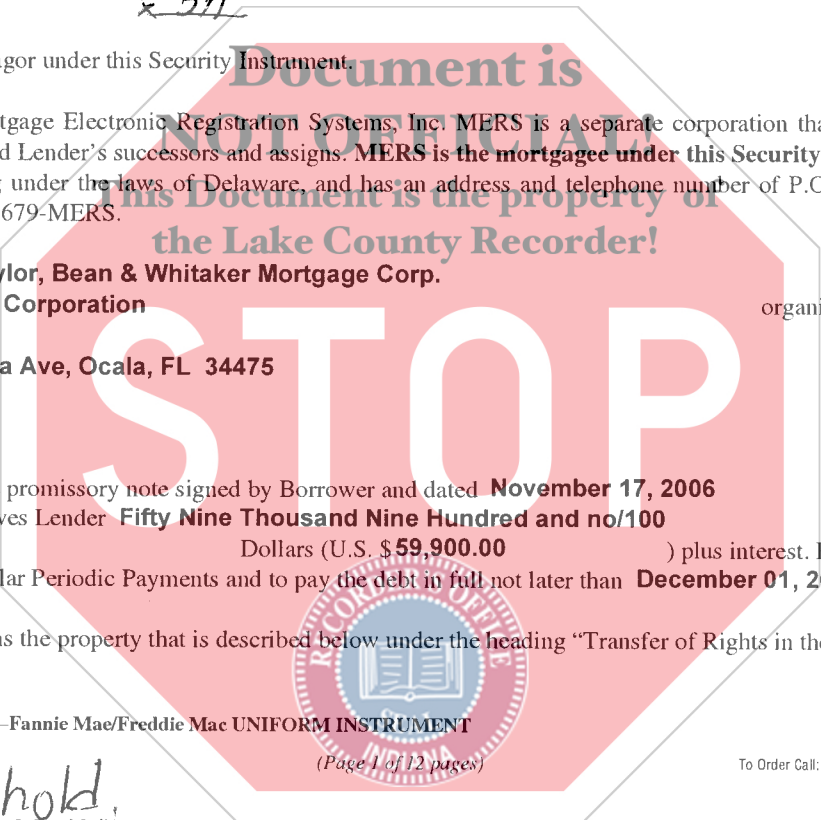 Document is
gor under this Security Instrument.
NOT OFFICIAL!
tgage Electronic Registration Systems, Inc. MERS is a separate corporation tha
d Lender's successors and assigns. MERS is the mortgagee under this Security
under the laws of Delaware, and has an address and telephone number of P.O
679-MERS.
This Document is the property of
the Lake County Recorder!
ylor, Bean & Whitaker Mortgage Corp.
Corporation organi
a Ave, Ocala, FL 34475
STOP
promissory note signed by Borrower and dated November 17, 2006
ves Lender Fifty Nine Thousand Nine Hundred and no/100
Dollars (U.S. $59,900.00 ) plus interest.
lar Periodic Payments and to pay the debt in full not later than December 01, 2
ns the property that is described below under the heading “Transfer of Rights in the
RECORDER'S OFFICE
SEAL
INDIANA
–Fannie Mae/Freddie Mac UNIFORM INSTRUMENT
(Page 1 of 12 pages) To Order Call:
hold.